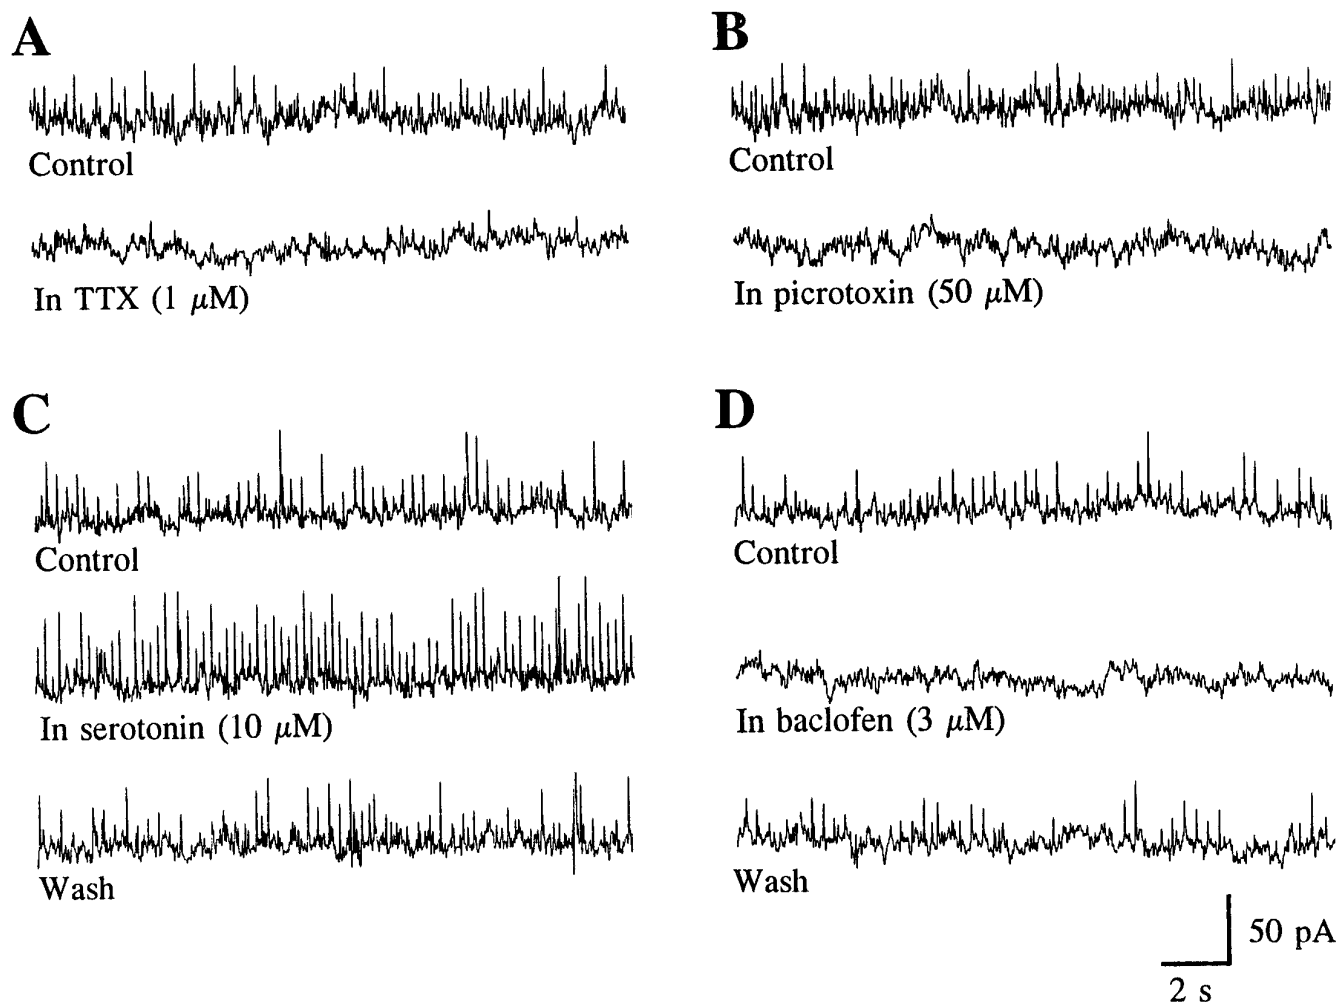 A
Control
In TTX (1 μM)
B
Control
In picrotoxin (50 μM)
C
Control
In serotonin (10 μM)
Wash
D
Control
In baclofen (3 μM)
Wash
50 pA
2 s